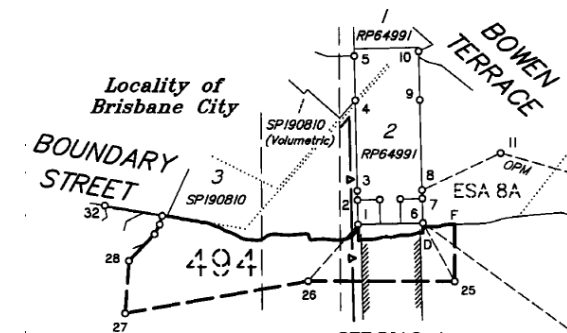 1
RP64991
5
10
BOWEN
TERRACE
Locality of
Brisbane City
4
9
SP190810
(Volumetric)
2
RP64991
11
OPM
BOUNDARY
STREET
3
SP190810
3
8
ESA 8A
2
7
32
1
6
F
D
28
494
26
25
27